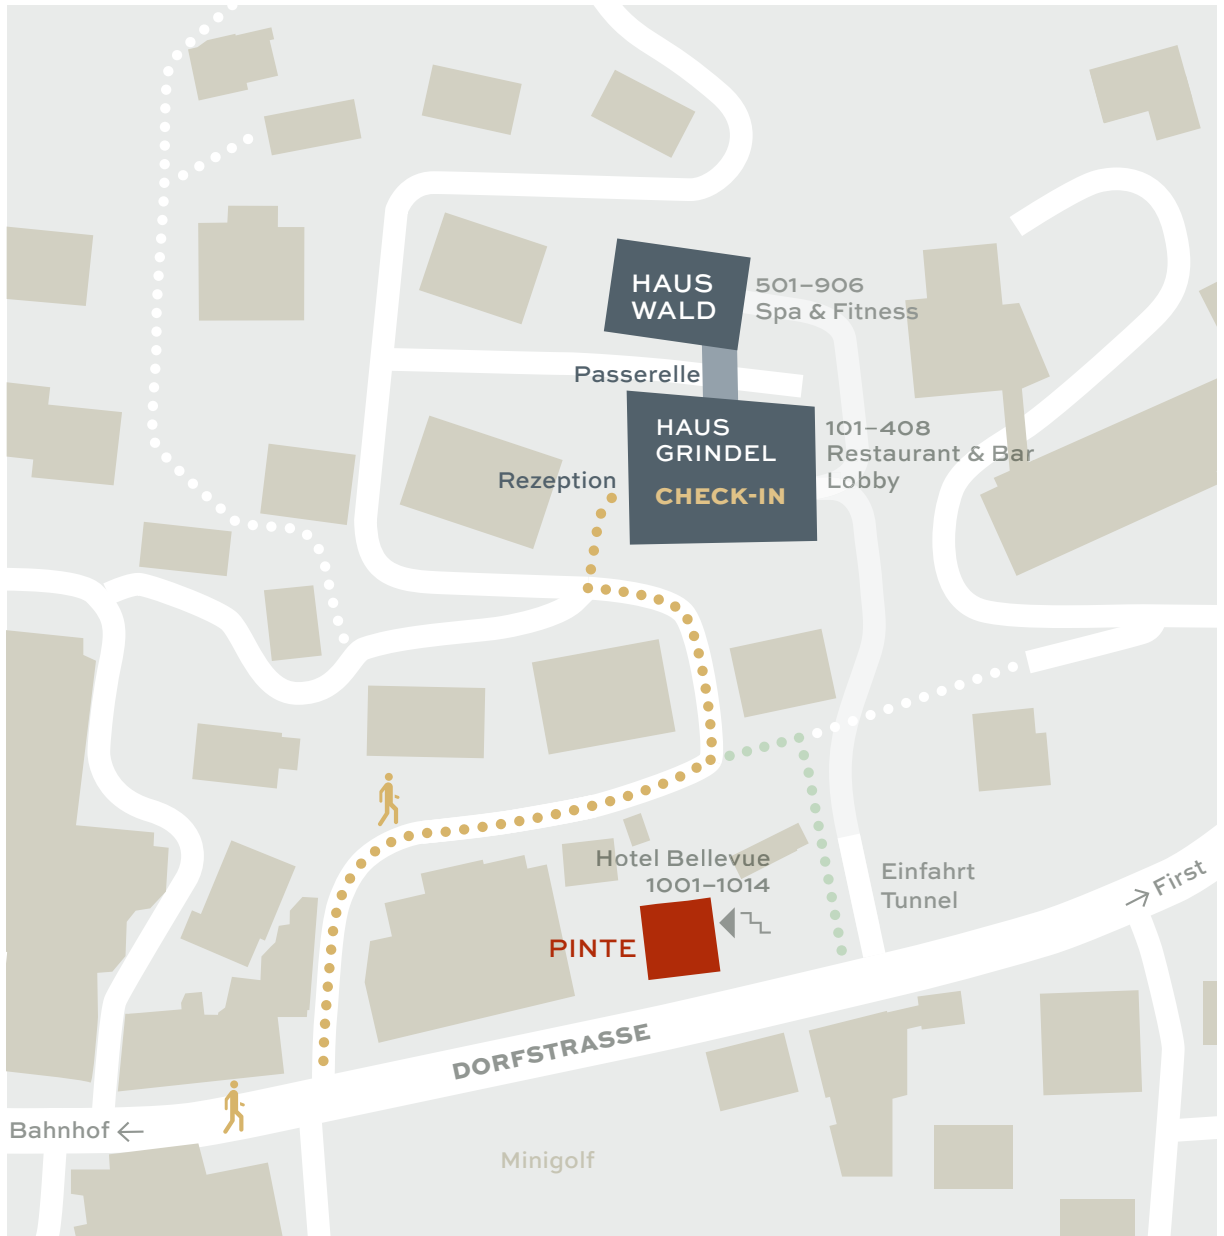 HAUS
WALD
501–906
Spa & Fitness
Passerelle
HAUS
GRINDEL
CHECK-IN
101–408
Restaurant & Bar
Lobby
Rezeption
Hotel Bellevue
1001–1014
PINTE
Einfahrt
Tunnel
→ First
DORFSTRASSE
Bahnhof ←
Minigolf